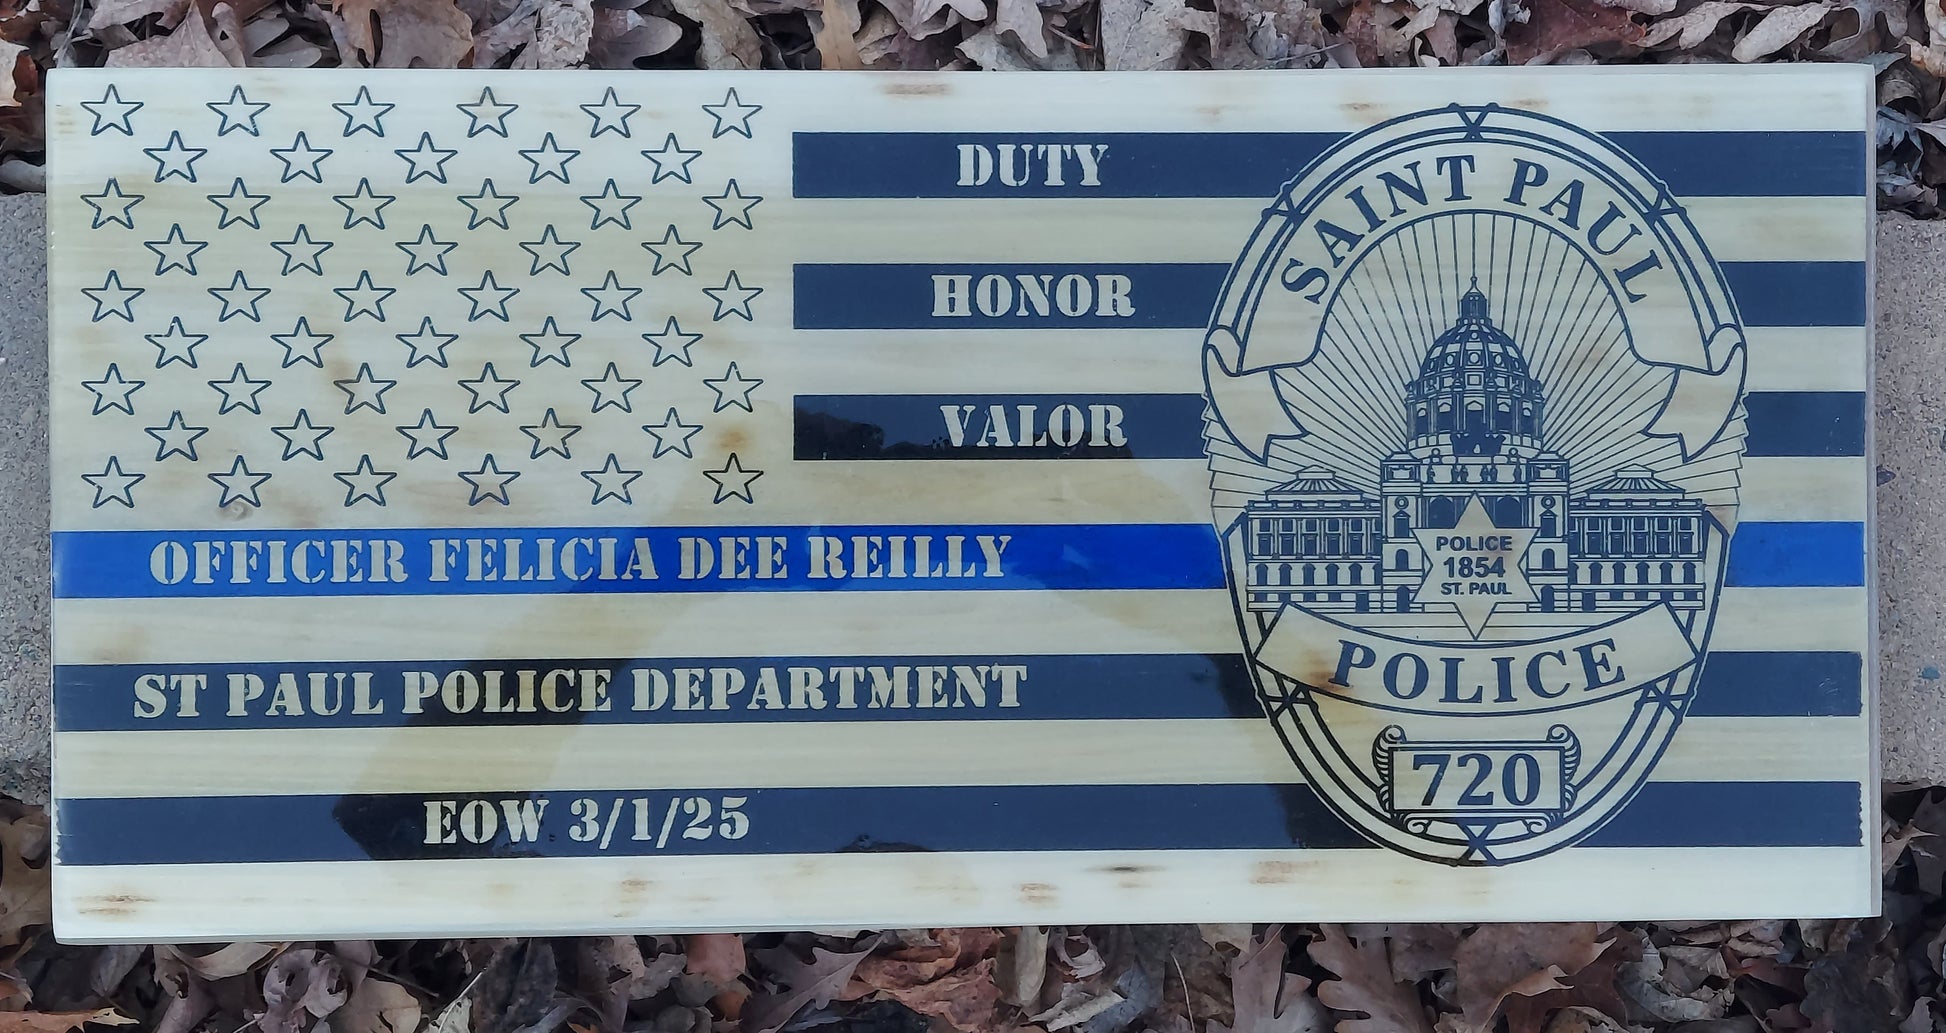 DUTY
HONOR
VALOR
OFFICER FELICIA DEE REILLY
ST PAUL POLICE DEPARTMENT
EOW 3/1/25
SAINT PAUL
POLICE
1854
ST. PAUL
POLICE
720